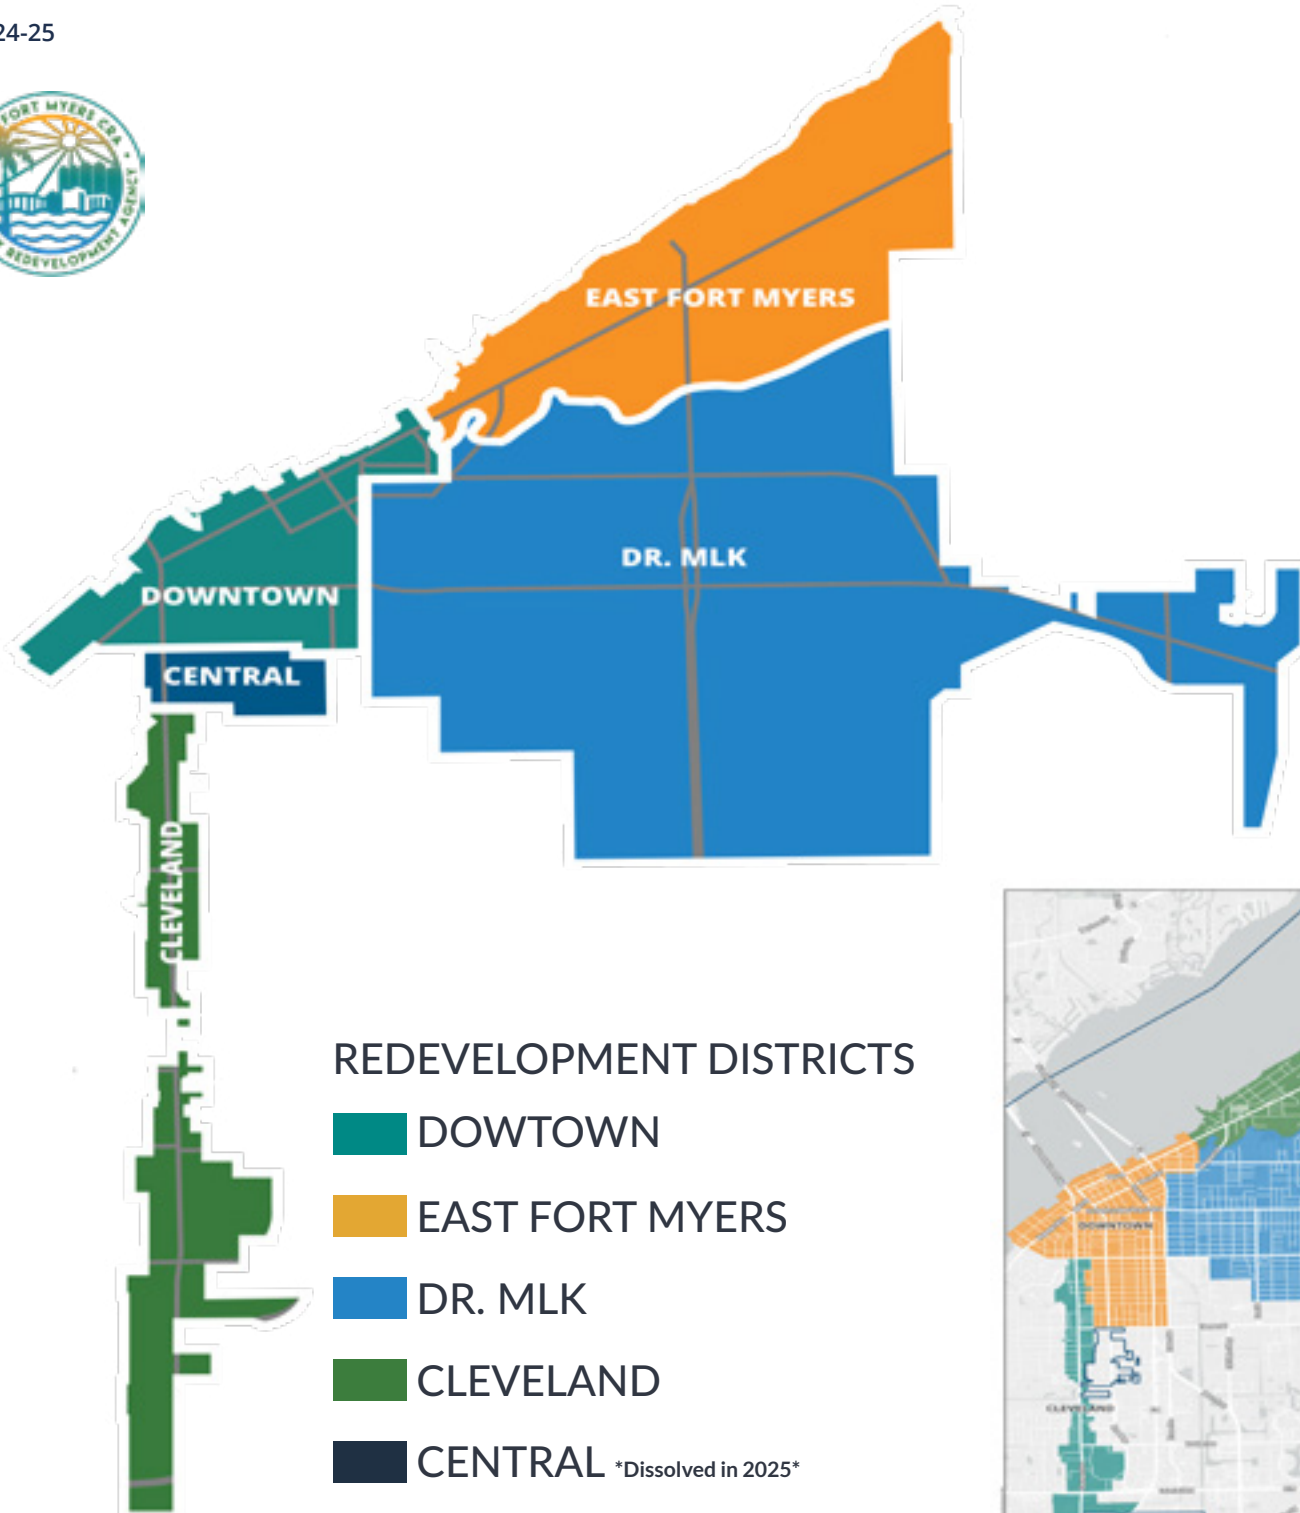 24-25
FORT MYERS CRA
REDEVELOPMENT AGENCY
EAST FORT MYERS
DR. MLK
DOWNTOWN
CENTRAL
CLEVELAND
REDEVELOPMENT DISTRICTS
DOWTOWN
EAST FORT MYERS
DR. MLK
CLEVELAND
CENTRAL *Dissolved in 2025*
DOWNTOWN
CLEVELAND